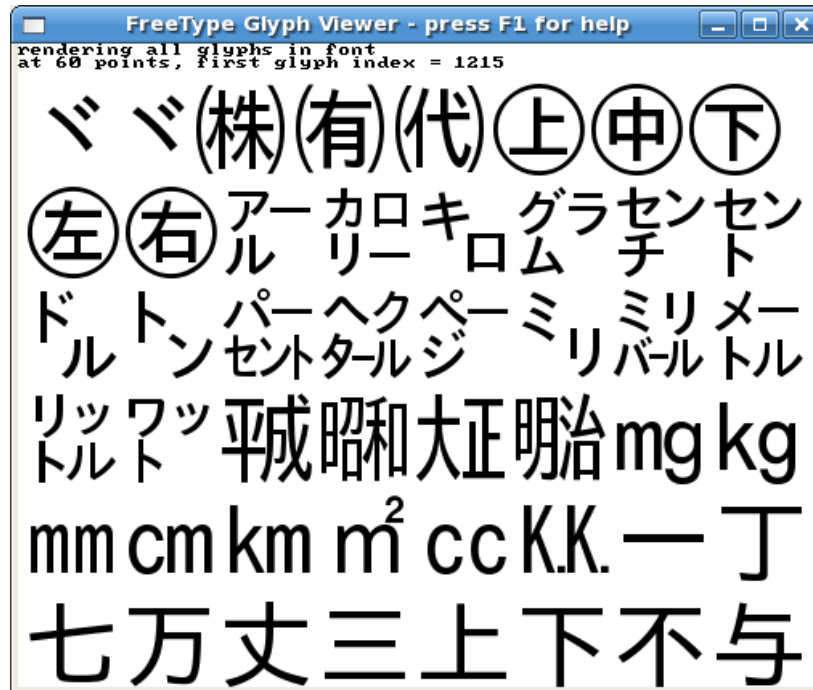 FreeType Glyph Viewer - press F1 for help
rendering all glyphs in font
at 60 points, first glyph index = 1215
ヾ ヾ ㈱ ㈲ ㈹ ㊤ ㊥ ㊦
㊧ ㊨ ㌃ ㌍ ㌔ ㌘ ㌢ ㌣
㌦ ㌧ ㌫ ㌶ ㌻ ㍉ ㍊ ㍍
㍑ ㍗ ㍻ ㍼ ㍽ ㍾ ㎎ ㎏
㎜ ㎝ ㎞ ㎡ ㏄ ㏍ 一 丁
七 万 丈 三 上 下 不 与